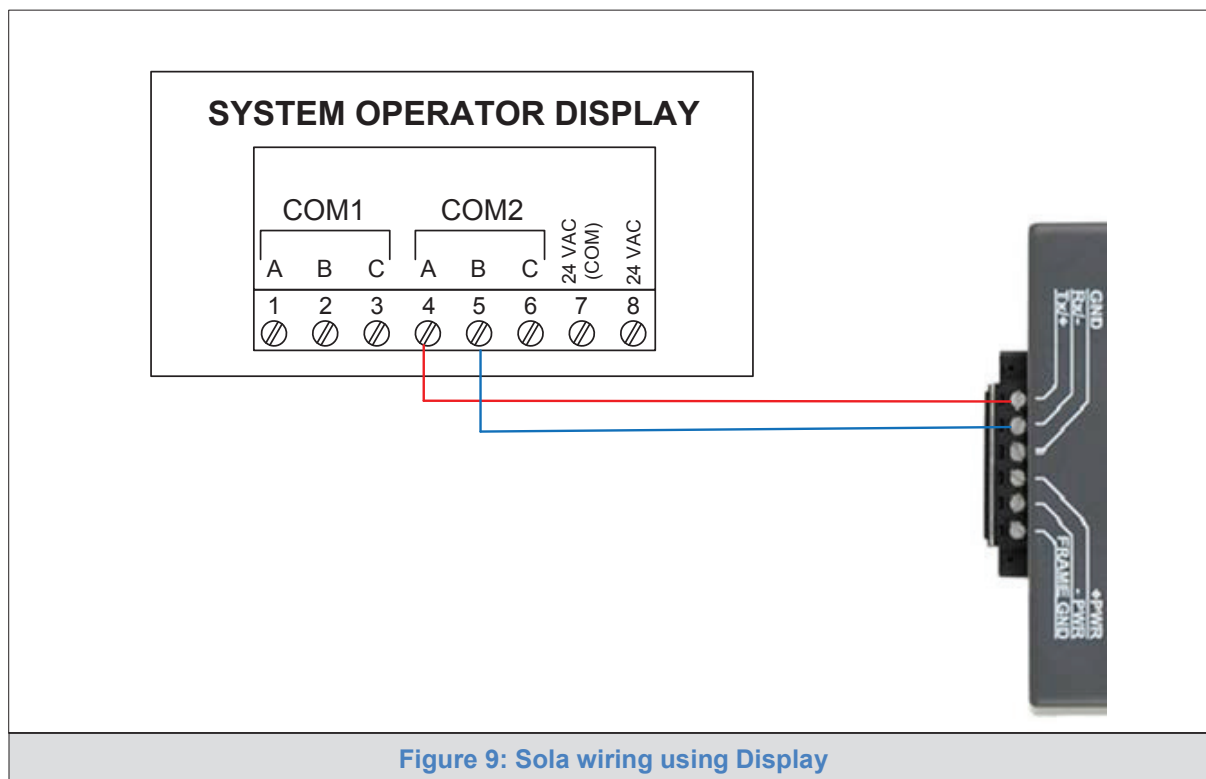 SYSTEM OPERATOR DISPLAY
COM1 COM2
24 VAC
(COM)
24 VAC
A B C A B C
1 2 3 4 5 6 7 8
GND
Rx/-
Tx/+
+PWR
- PWR
FRAME GND
Figure 9: Sola wiring using Display